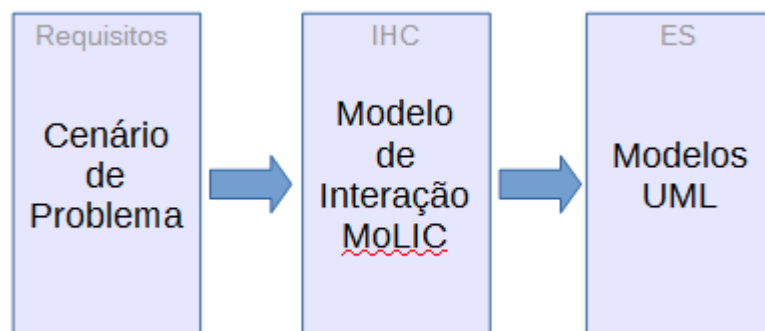 Requisitos
Cenário
de
Problema
IHC
Modelo
de
Interação
MoLIC
ES
Modelos
UML